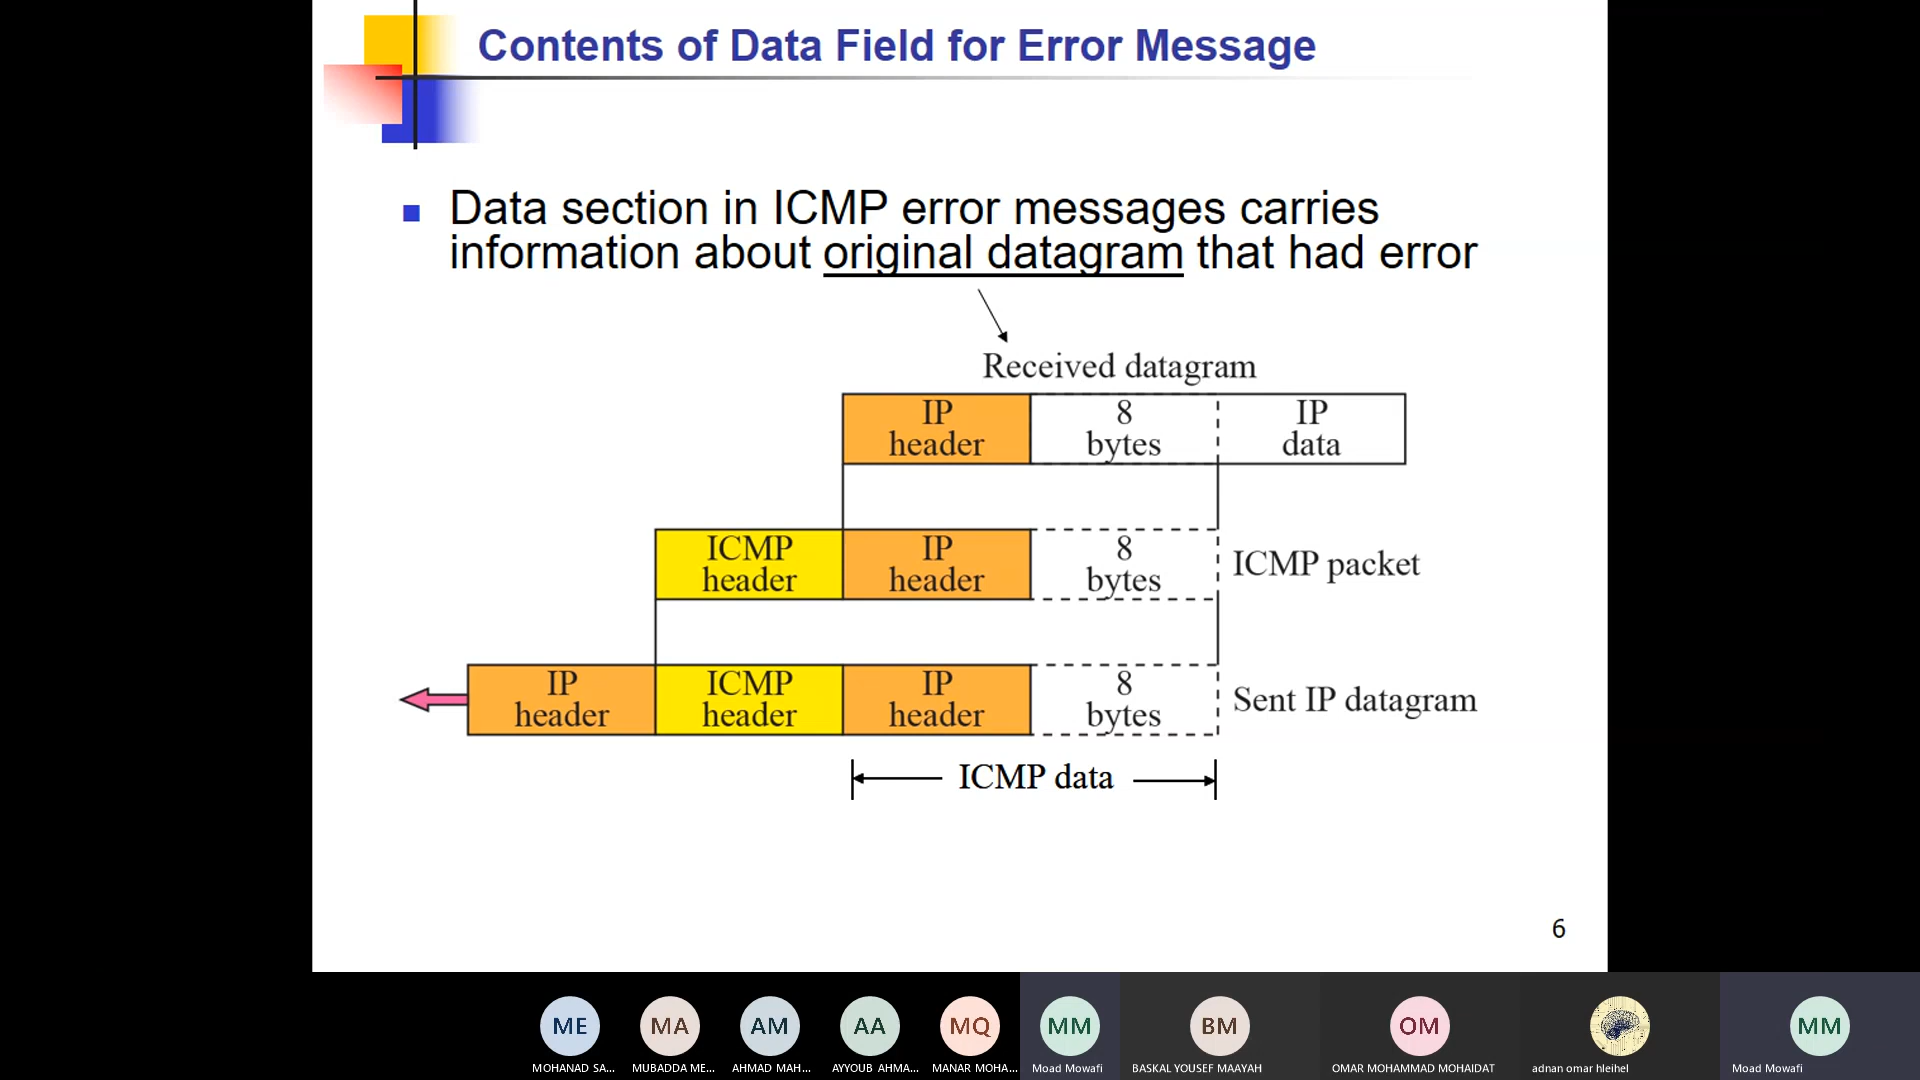 Contents of Data Field for Error Message
Data section in ICMP error messages carries
information about original datagram that had error
Received datagram
IP header
8 bytes
IP data
ICMP header
IP header
8 bytes
ICMP packet
IP header
ICMP header
IP header
8 bytes
Sent IP datagram
ICMP data
6
ME
MA
AM
AA
MQ
MM
BM
OM
MM
MOHANAD SA...
MUBADDA ME...
AHMAD MAH...
AYYOUB AHMA...
MANAR MOHA...
Moad Mowafi
BASKAL YOUSEF MAAYAH
OMAR MOHAMMAD MOHAIDAT
adnan omar hleihel
Moad Mowafi